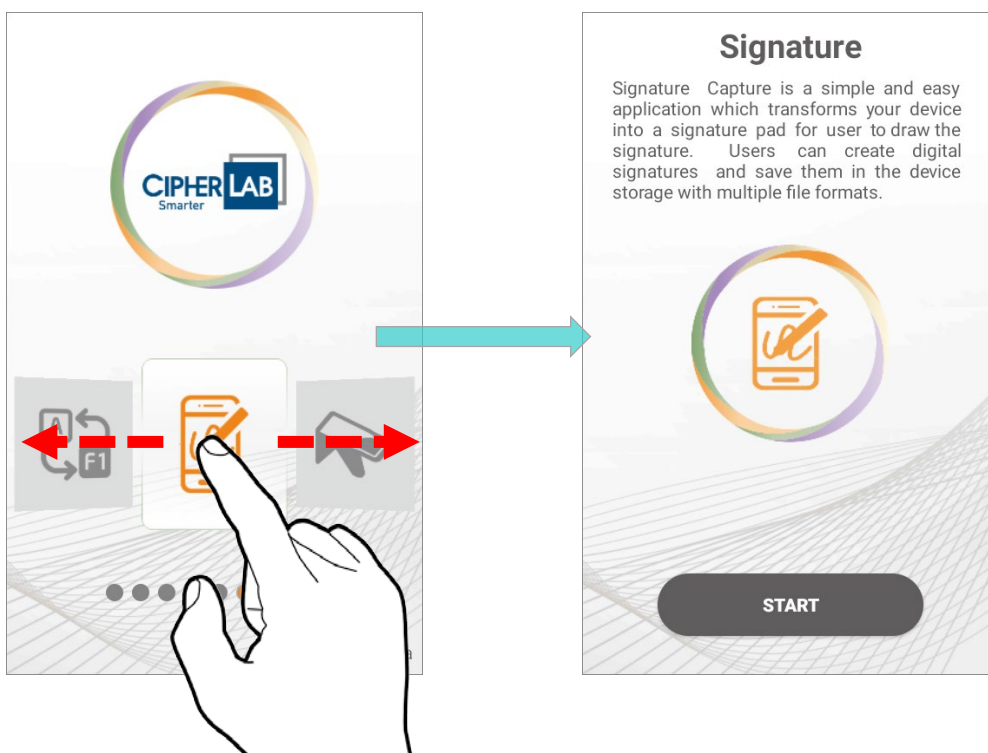 CIPHERLAB
Smarter
A
F1
a
Signature
Signature Capture is a simple and easy
application which transforms your device
into a signature pad for user to draw the
signature. Users can create digital
signatures and save them in the device
storage with multiple file formats.
START